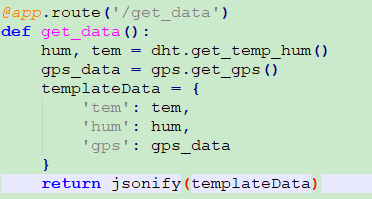 @app.route('/get_data')
def get_data():
    hum, tem = dht.get_temp_hum()
    gps_data = gps.get_gps()
    templateData = {
        'tem': tem,
        'hum': hum,
        'gps': gps_data
    }
    return jsonify(templateData)